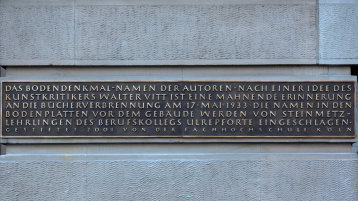 DAS BODENDENKMAL·NAMEN DER AUTOREN·NACH EINER IDEE DES
KUNSTKRITIKERS WALTER VITT IST EINE MAHNENDE ERINNERUNG
AN DIE BÜCHERVERBRENNUNG AM 17·MAI 1933·DIE NAMEN IN DEN
BODENPLATTEN VOR DEM GEBÄUDE WERDEN VON STEINMETZ-
LEHRLINGEN DES BERUFSKOLLEGS ULREPFORTE EINGESCHLAGEN·
GESTIFTET 2001 VON DER FACHHOCHSCHULE KÖLN